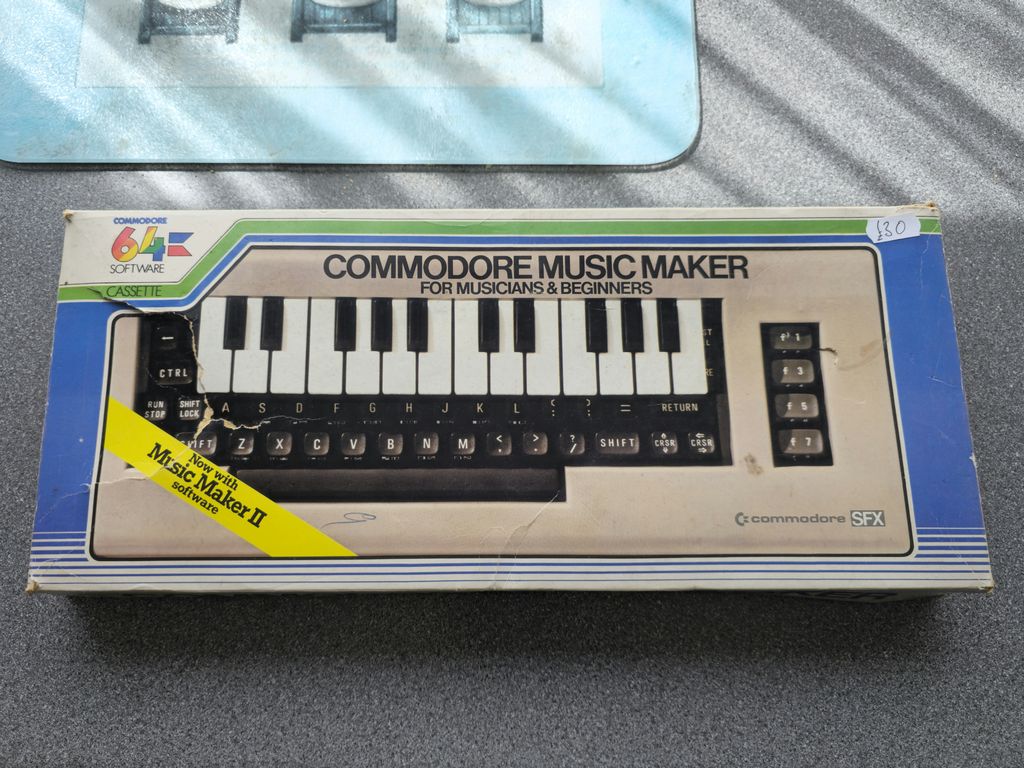 COMMODORE
64
SOFTWARE
CASSETTE
£30
COMMODORE MUSIC MAKER
FOR MUSICIANS & BEGINNERS
←
CTRL
f 1
f 3
f 5
f 7
RUN STOP
SHIFT LOCK
A S D F G H J K L : ; =
RETURN
SHIFT Z X C V B N M < , > . ? / SHIFT CRSR CRSR
Now with
Music Maker II
software
commodore SFX